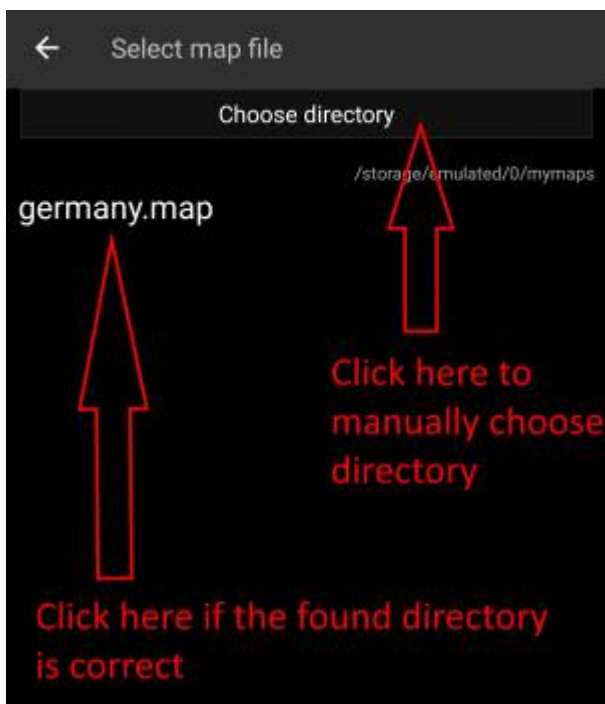 Select map file
Choose directory
/storage/emulated/0/mymaps
germany.map
Click here to
manually choose
directory
Click here if the found directory
is correct